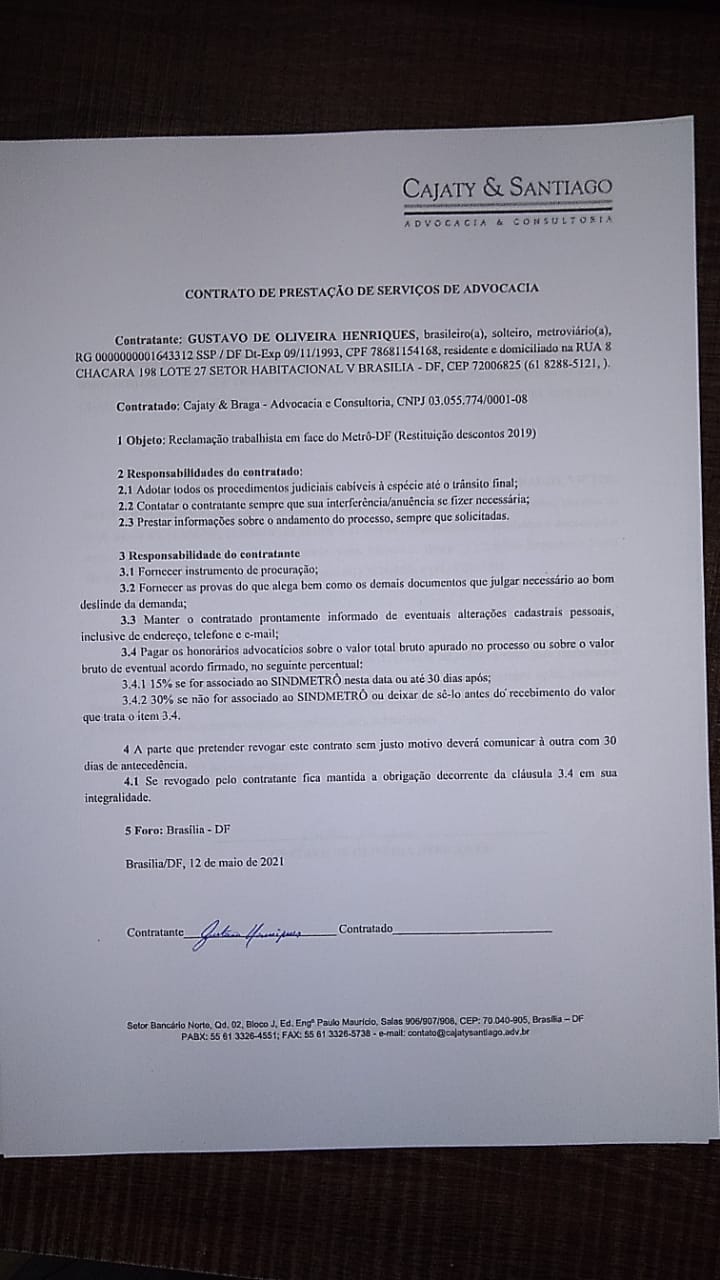 CAJATY & SANTIAGO
ADVOCACIA & CONSULTORIA
CONTRATO DE PRESTAÇÃO DE SERVIÇOS DE ADVOCACIA
Contratante: GUSTAVO DE OLIVEIRA HENRIQUES, brasileiro(a), solteiro, metroviário(a),
RG 0000000001643312 SSP / DF Dt-Exp 09/11/1993, CPF 78681154168, residente e domiciliado na RUA 8
CHACARA 198 LOTE 27 SETOR HABITACIONAL V BRASILIA - DF, CEP 72006825 (61 8288-5121, ).
Contratado: Cajaty & Braga - Advocacia e Consultoria, CNPJ 03.055.774/0001-08
1 Objeto: Reclamação trabalhista em face do Metrô-DF (Restituição descontos 2019)
2 Responsabilidades do contratado:
2.1 Adotar todos os procedimentos judiciais cabíveis à espécie até o trânsito final;
2.2 Contatar o contratante sempre que sua interferência/anuência se fizer necessária;
2.3 Prestar informações sobre o andamento do processo, sempre que solicitadas.
3 Responsabilidade do contratante
3.1 Fornecer instrumento de procuração;
3.2 Fornecer as provas do que alega bem como os demais documentos que julgar necessário ao bom
deslinde da demanda;
3.3 Manter o contratado prontamente informado de eventuais alterações cadastrais pessoais,
inclusive de endereço, telefone e e-mail;
3.4 Pagar os honorários advocatícios sobre o valor total bruto apurado no processo ou sobre o valor
bruto de eventual acordo firmado, no seguinte percentual:
3.4.1 15% se for associado ao SINDMETRÔ nesta data ou até 30 dias após;
3.4.2 30% se não for associado ao SINDMETRÔ ou deixar de sê-lo antes do recebimento do valor
que trata o item 3.4.
4 A parte que pretender revogar este contrato sem justo motivo deverá comunicar à outra com 30
dias de antecedência.
4.1 Se revogado pelo contratante fica mantida a obrigação decorrente da cláusula 3.4 em sua
integralidade.
5 Foro: Brasília - DF
Brasília/DF, 12 de maio de 2021
Contratante Gustavo Henriques Contratado
Setor Bancário Norte, Qd. 02, Bloco J, Ed. Engº Paulo Maurício, Salas 906/907/908, CEP: 70.040-905, Brasília – DF
PABX: 55 61 3326-4551; FAX: 55 61 3326-5738 - e-mail: contato@cajatysantiago.adv.br